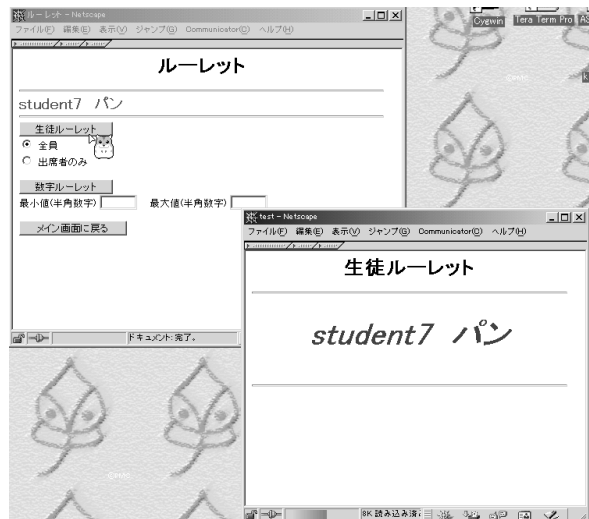 ルーレット - Netscape
ファイル(F) 編集(E) 表示(V) ジャンプ(G) Communicator(C) ヘルプ(H)
ルーレット
student7 パン
生徒ルーレット
全員
出席者のみ
数字ルーレット
最小値(半角数字) 最大値(半角数字)
メイン画面に戻る
ドキュメント: 完了。
Cygwin Tera Term Pro
test - Netscape
ファイル(F) 編集(E) 表示(V) ジャンプ(G) Communicator(C) ヘルプ(H)
生徒ルーレット
student7 パン
8K 読み込み済